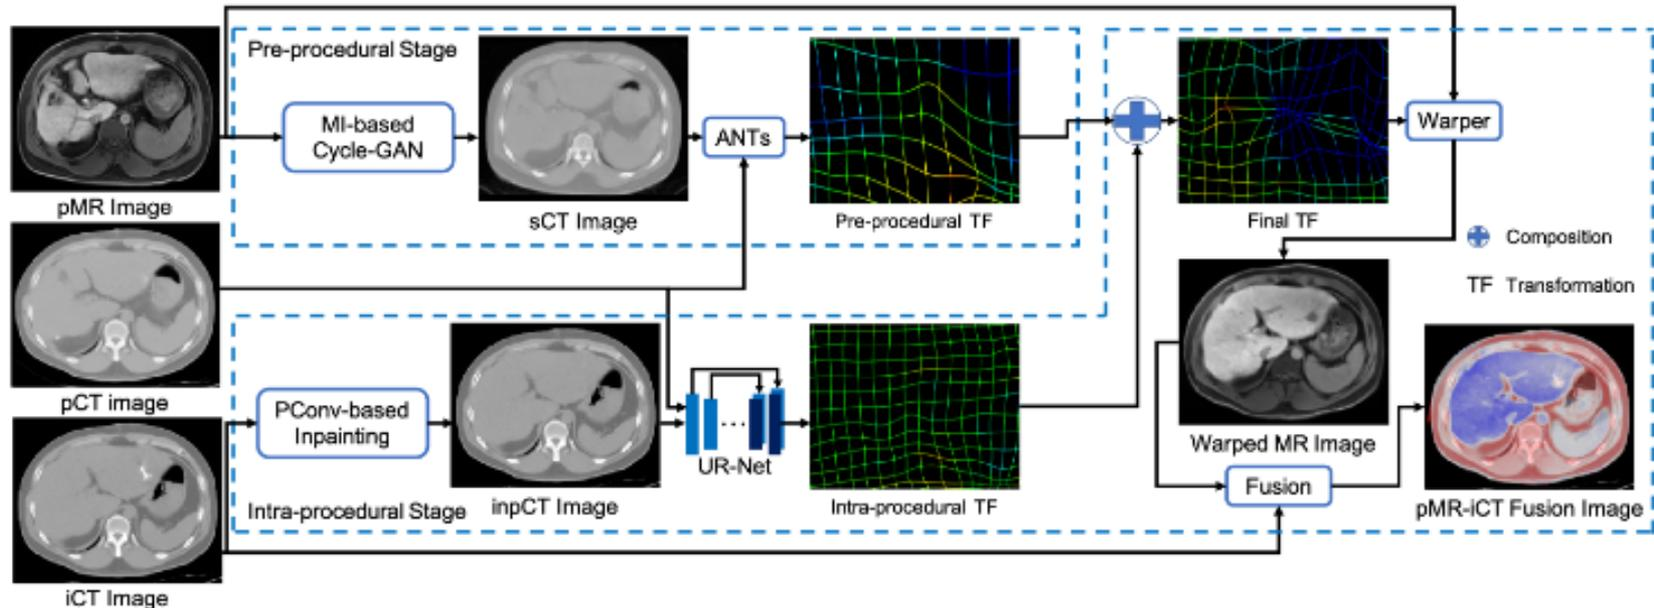 Pre-procedural Stage
MI-based
Cycle-GAN
ANTs
Warper
pMR Image
sCT Image
Pre-procedural TF
Final TF
Composition
TF Transformation
pCT image
PConv-based
Inpainting
...
UR-Net
Warped MR Image
Fusion
Intra-procedural Stage
inpCT Image
Intra-procedural TF
pMR-iCT Fusion Image
iCT Image